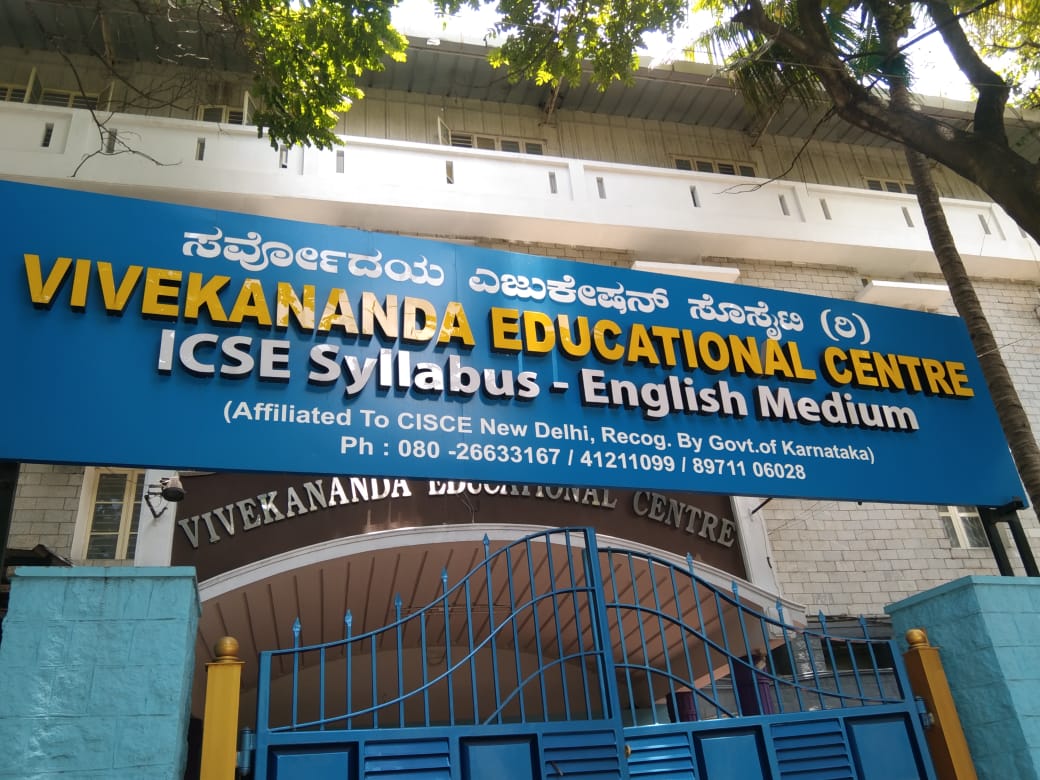 ಸರ್ವೋದಯ ಎಜುಕೇಷನ್ ಸೊಸೈಟಿ (ರಿ)
VIVEKANANDA EDUCATIONAL CENTRE
ICSE Syllabus - English Medium
(Affiliated To CISCE New Delhi, Recog. By Govt.of Karnataka)
Ph : 080 -26633167 / 41211099 / 89711 06028
VIVEKANANDA EDUCATIONAL CENTRE